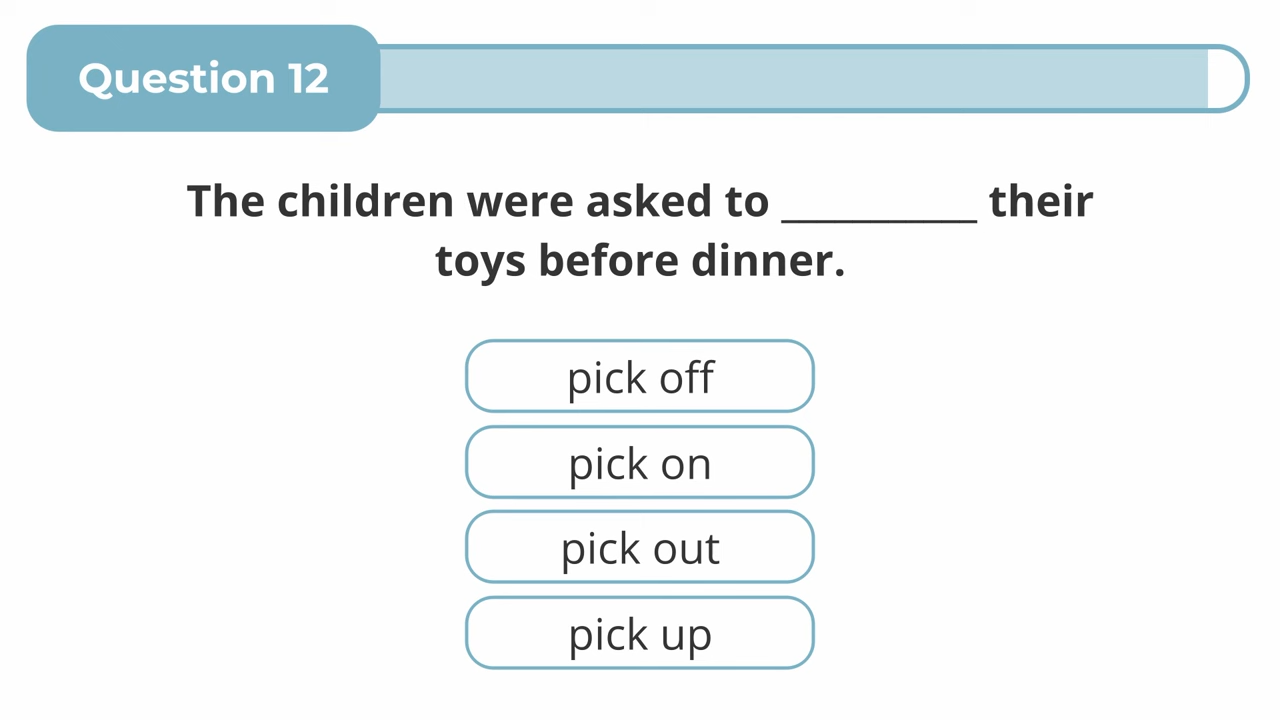 Question 12
The children were asked to __________ their
toys before dinner.
pick off
pick on
pick out
pick up